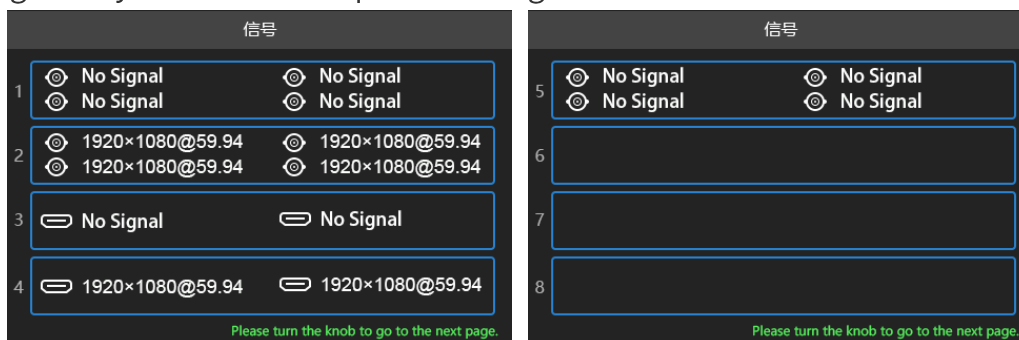 信号
1 No Signal No Signal
No Signal No Signal
2 1920×1080@59.94 1920×1080@59.94
1920×1080@59.94 1920×1080@59.94
3 No Signal No Signal
4 1920×1080@59.94 1920×1080@59.94
Please turn the knob to go to the next page.
信号
5 No Signal No Signal
No Signal No Signal
6
7
8
Please turn the knob to go to the next page.